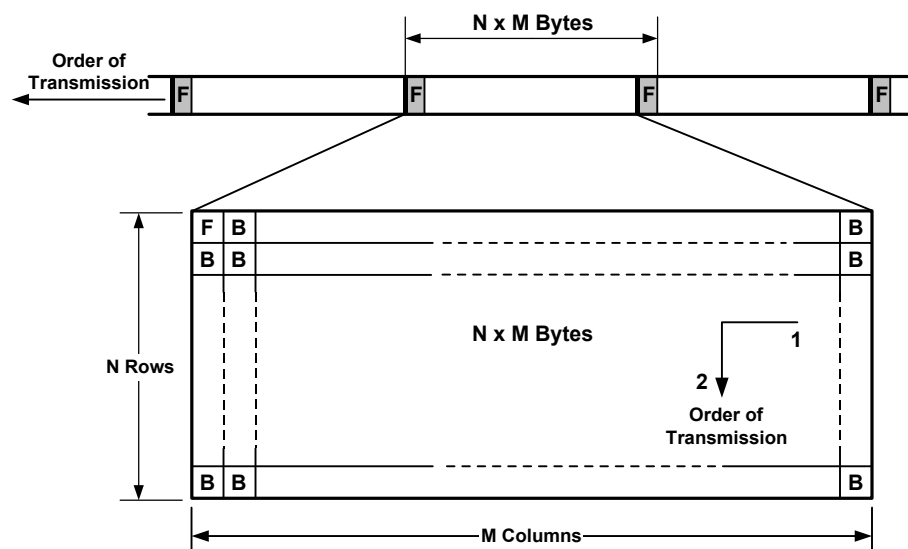 N x M Bytes
Order of
Transmission
F F F F
F B B
B B B
N x M Bytes
1
N Rows
2
Order of
Transmission
B B B
M Columns